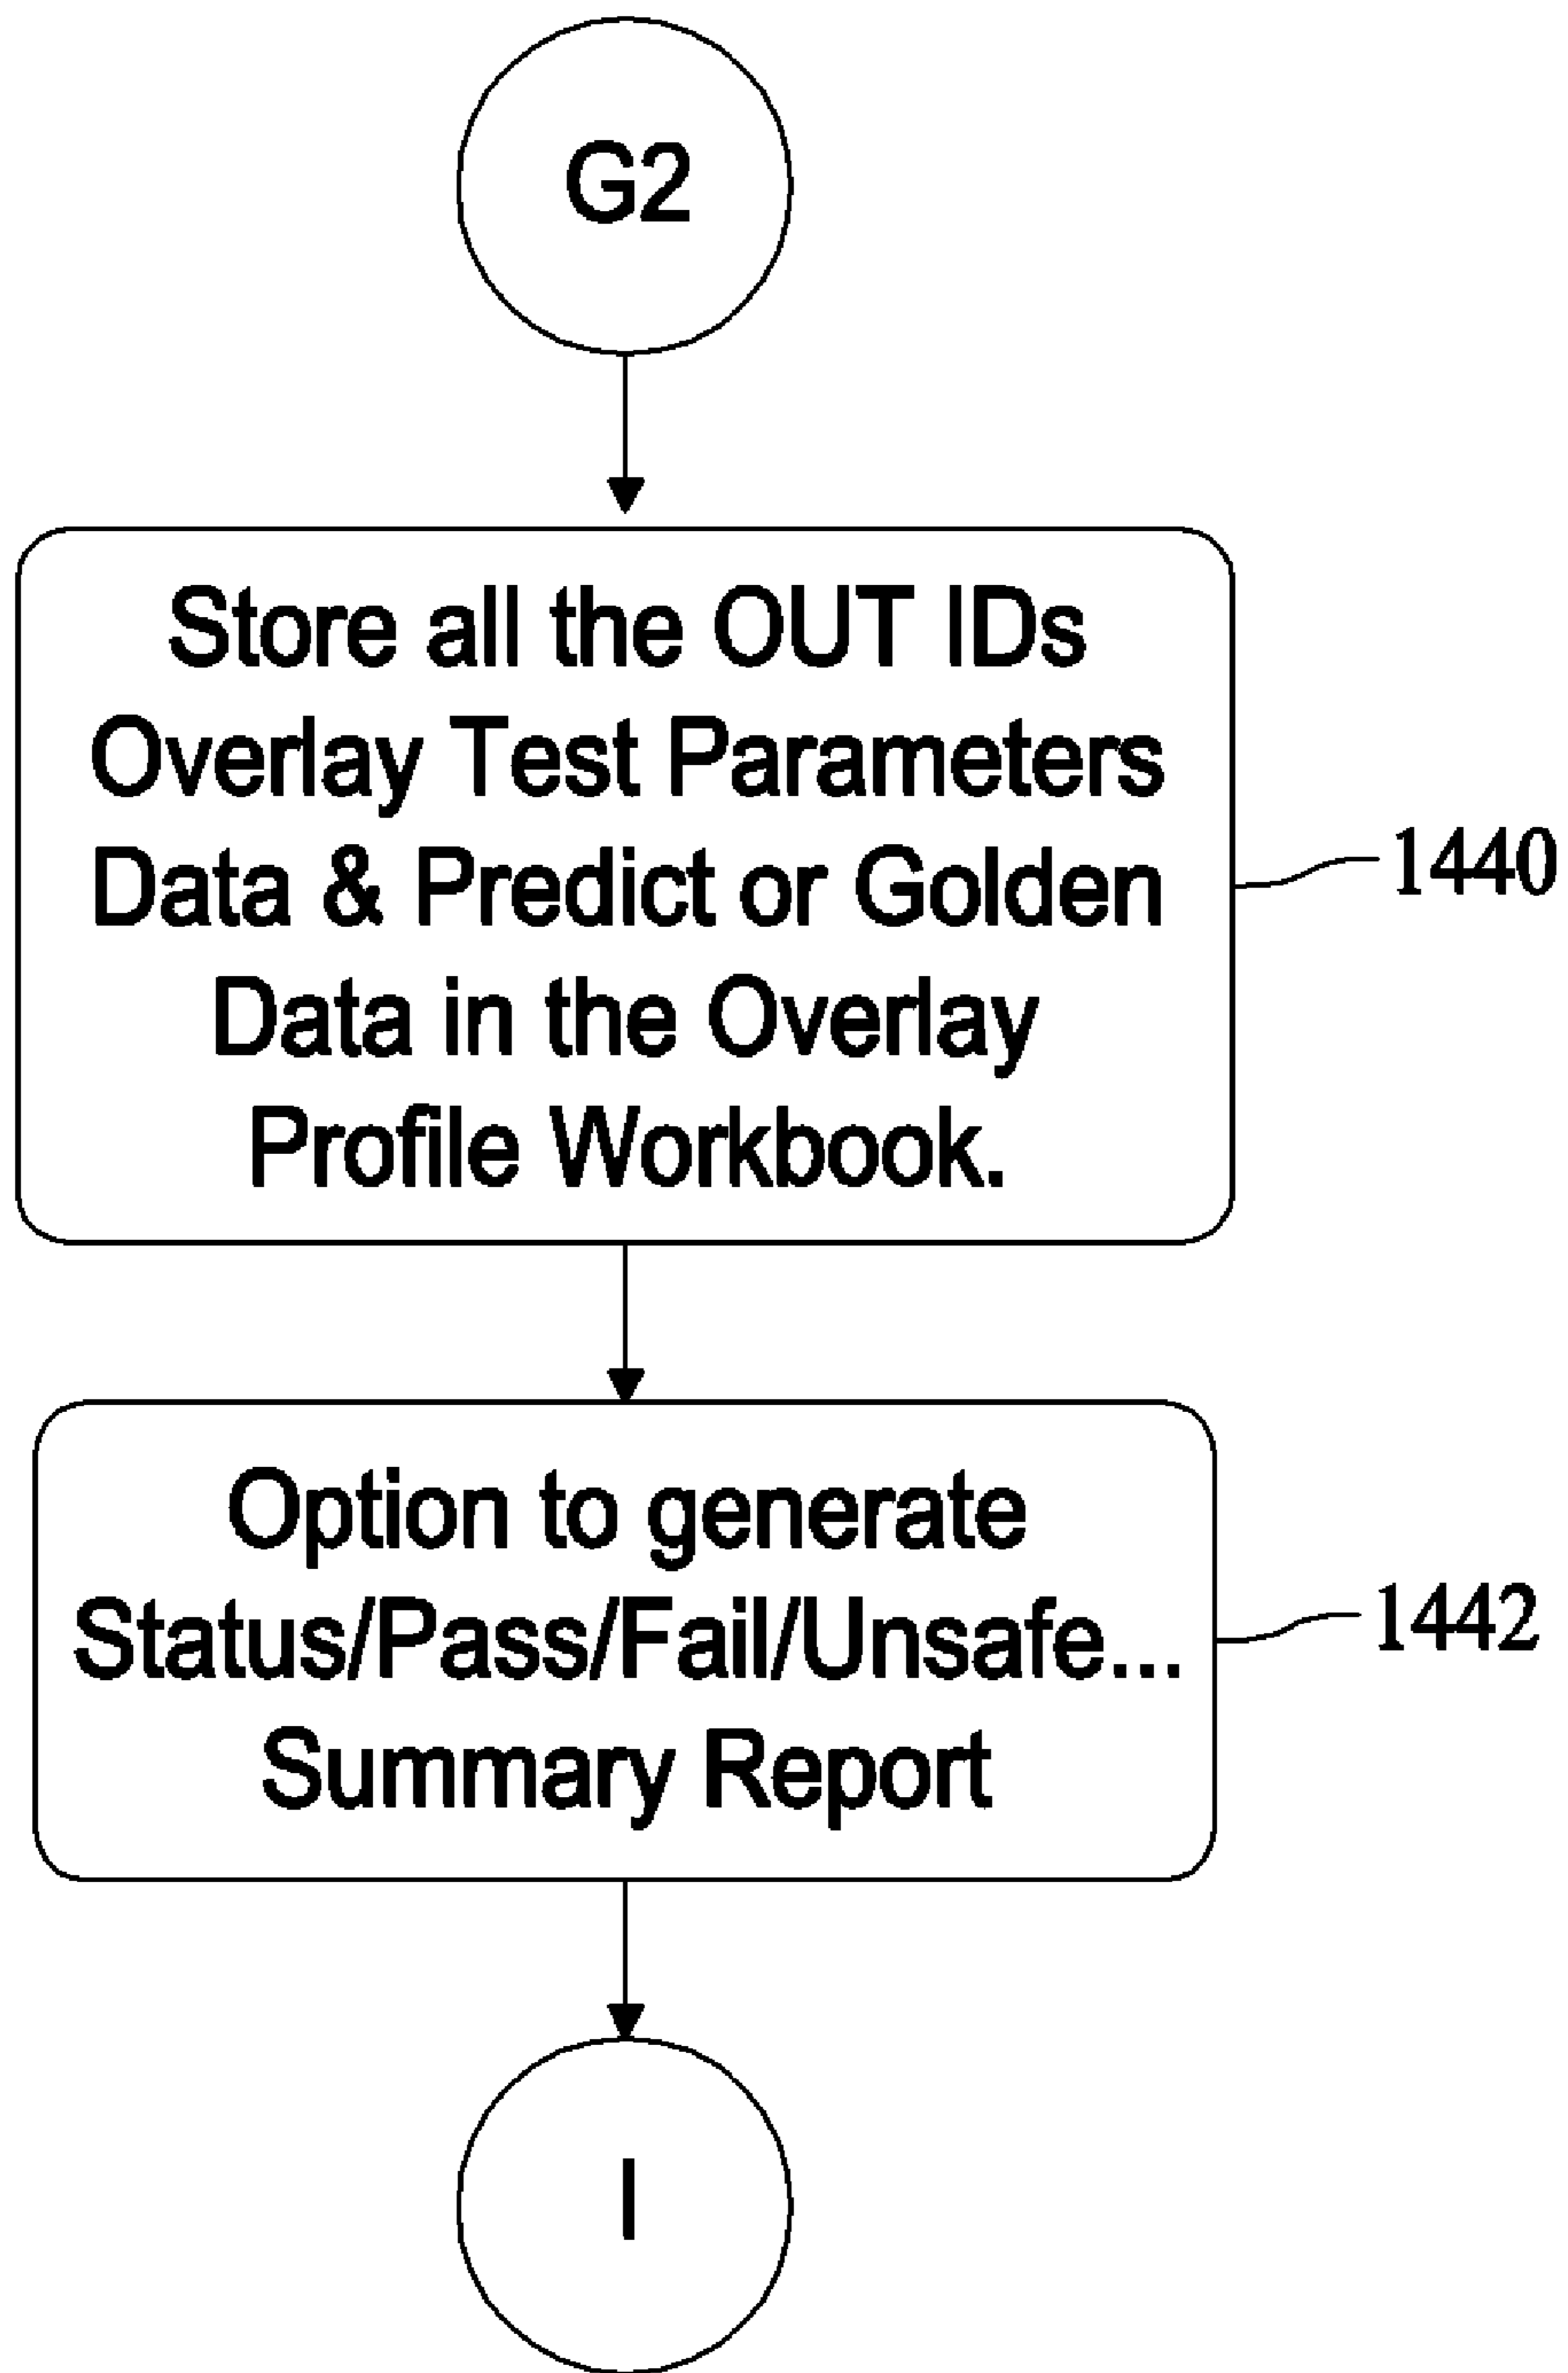 G2
Store all the OUT IDs
Overlay Test Parameters
Data & Predict or Golden
Data in the Overlay
Profile Workbook.
1440
Option to generate
Status/Pass/Fail/Unsafe...
Summary Report
1442
I